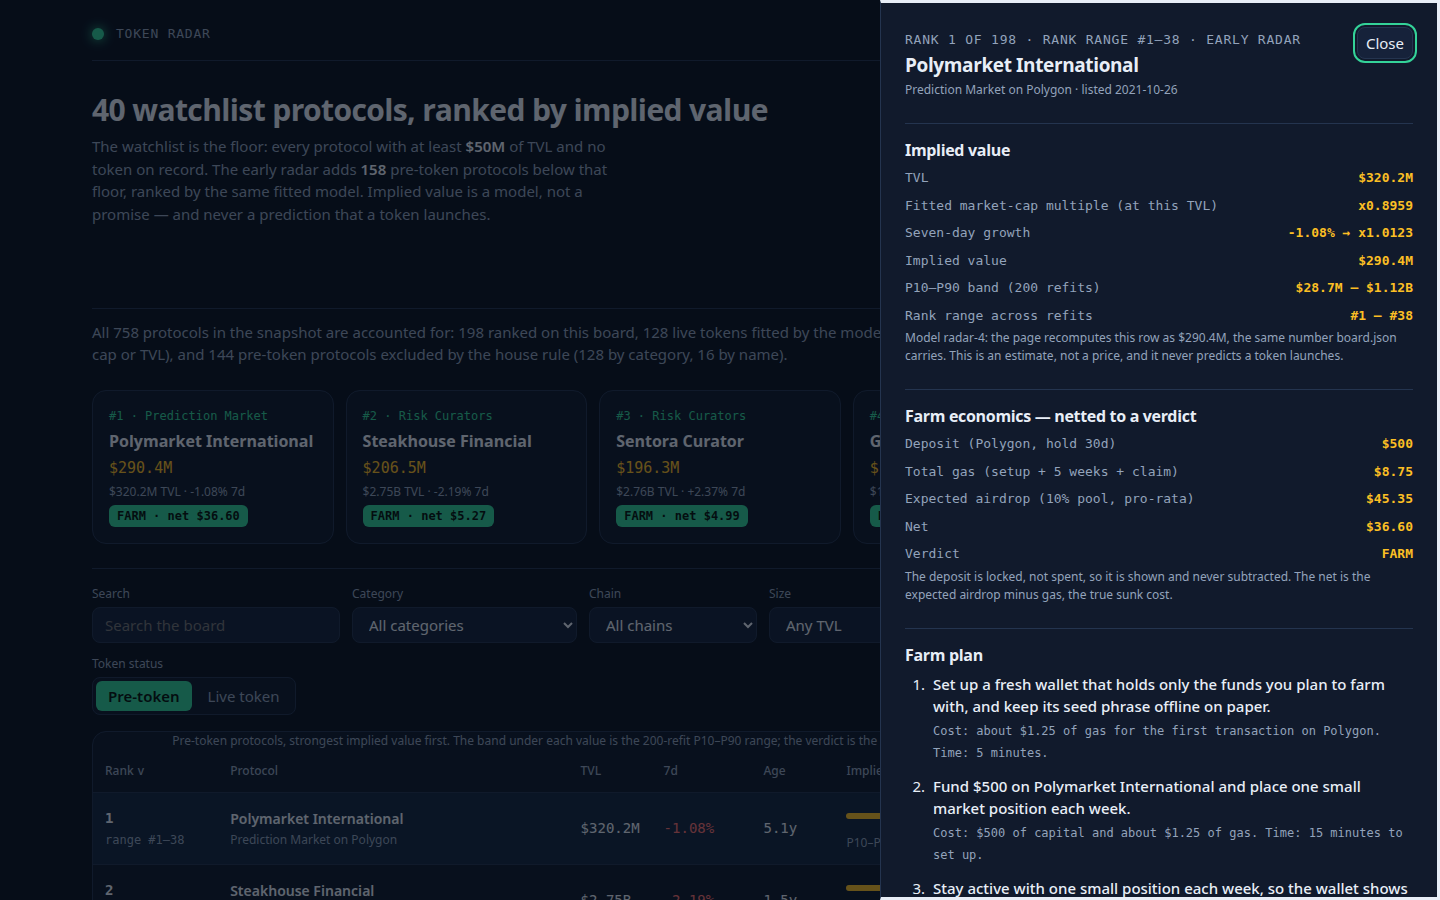 TOKEN RADAR
40 watchlist protocols, ranked by implied value
The watchlist is the floor: every protocol with at least $50M of TVL and no
token on record. The early radar adds 158 pre-token protocols below that
floor, ranked by the same fitted model. Implied value is a model, not a
promise — and never a prediction that a token launches.
All 758 protocols in the snapshot are accounted for: 198 ranked on this board, 128 live tokens fitted by the mode
cap or TVL), and 144 pre-token protocols excluded by the house rule (128 by category, 16 by name).
#1 · Prediction Market
Polymarket International
$290.4M
$320.2M TVL · -1.08% 7d
FARM · net $36.60
#2 · Risk Curators
Steakhouse Financial
$206.5M
$2.75B TVL · -2.19% 7d
FARM · net $5.27
#3 · Risk Curators
Sentora Curator
$196.3M
$2.76B TVL · +2.37% 7d
FARM · net $4.99
Search
Search the board
Category
All categories
Chain
All chains
Size
Any TVL
Token status
Pre-token
Live token
Pre-token protocols, strongest implied value first. The band under each value is the 200-refit P10–P90 range; the verdict is the
Rank v Protocol TVL 7d Age Implie
1 Polymarket International $320.2M -1.08% 5.1y
range #1–38 Prediction Market on Polygon P10–P
2 Steakhouse Financial $2.75B -2.19% 1.5y
RANK 1 OF 198 · RANK RANGE #1–38 · EARLY RADAR
Close
Polymarket International
Prediction Market on Polygon · listed 2021-10-26
Implied value
TVL $320.2M
Fitted market-cap multiple (at this TVL) x0.8959
Seven-day growth -1.08% → x1.0123
Implied value $290.4M
P10–P90 band (200 refits) $28.7M – $1.12B
Rank range across refits #1 – #38
Model radar-4: the page recomputes this row as $290.4M, the same number board.json
carries. This is an estimate, not a price, and it never predicts a token launches.
Farm economics — netted to a verdict
Deposit (Polygon, hold 30d) $500
Total gas (setup + 5 weeks + claim) $8.75
Expected airdrop (10% pool, pro-rata) $45.35
Net $36.60
Verdict FARM
The deposit is locked, not spent, so it is shown and never subtracted. The net is the
expected airdrop minus gas, the true sunk cost.
Farm plan
1. Set up a fresh wallet that holds only the funds you plan to farm
with, and keep its seed phrase offline on paper.
Cost: about $1.25 of gas for the first transaction on Polygon.
Time: 5 minutes.
2. Fund $500 on Polymarket International and place one small
market position each week.
Cost: $500 of capital and about $1.25 of gas. Time: 15 minutes to
set up.
3. Stay active with one small position each week, so the wallet shows